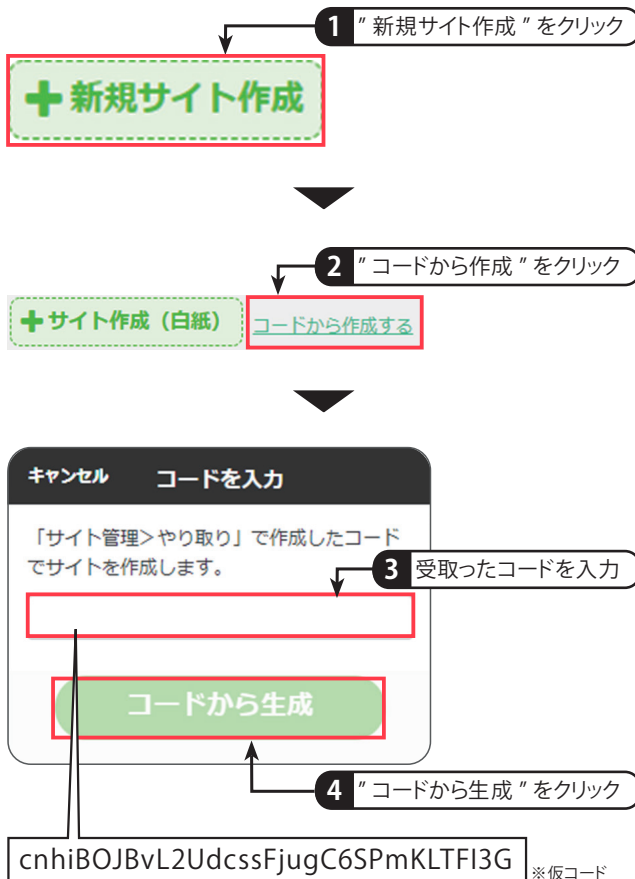 1 ” 新規サイト作成 ” をクリック
新規サイト作成
2 ” コードから作成 ” をクリック
サイト作成（白紙） コードから作成する
キャンセル コードを入力
「サイト管理>やり取り」で作成したコード
でサイトを作成します。
3 受取ったコードを入力
コードから生成
4 ” コードから生成 ” をクリック
cnhiBOJBvL2UdcssFjugC6SPmKLTFI3G ※仮コード